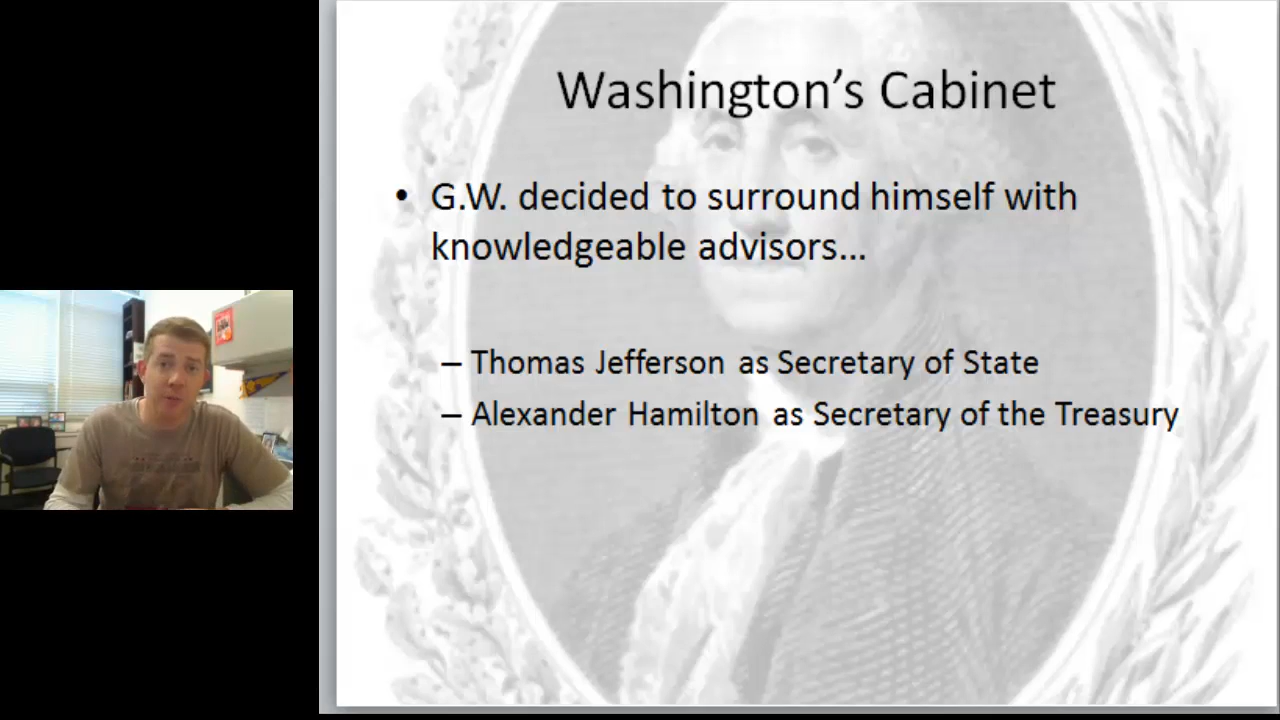 Washington's Cabinet
• G.W. decided to surround himself with
knowledgeable advisors...
– Thomas Jefferson as Secretary of State
– Alexander Hamilton as Secretary of the Treasury